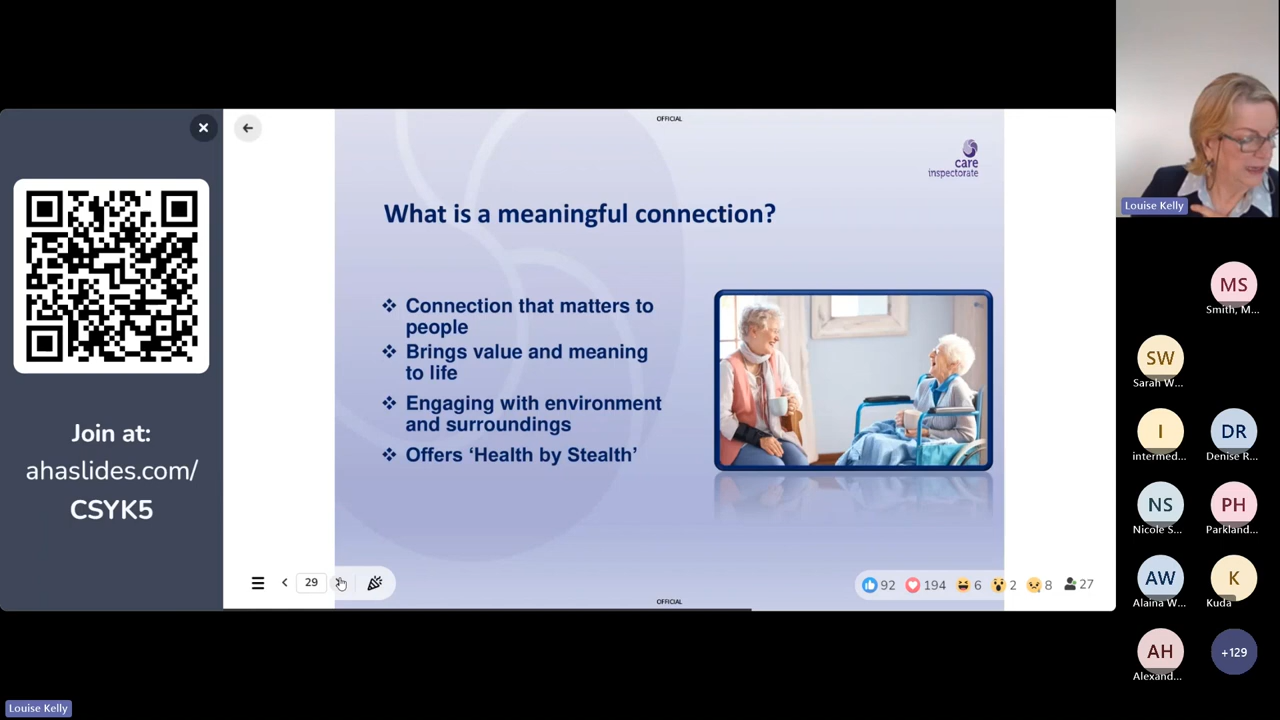 OFFICIAL
care
inspectorate
What is a meaningful connection?
❖ Connection that matters to
people
❖ Brings value and meaning
to life
❖ Engaging with environment
and surroundings
❖ Offers ‘Health by Stealth’
Join at:
ahaslides.com/
CSYK5
29
92
194
6
2
8
27
OFFICIAL
Louise Kelly
MS
Smith, M...
SW
Sarah W...
I
intermed...
DR
Denise R...
NS
Nicole S...
PH
Parkland...
AW
Alaina W...
K
Kuda
AH
Alexand...
+129
Louise Kelly